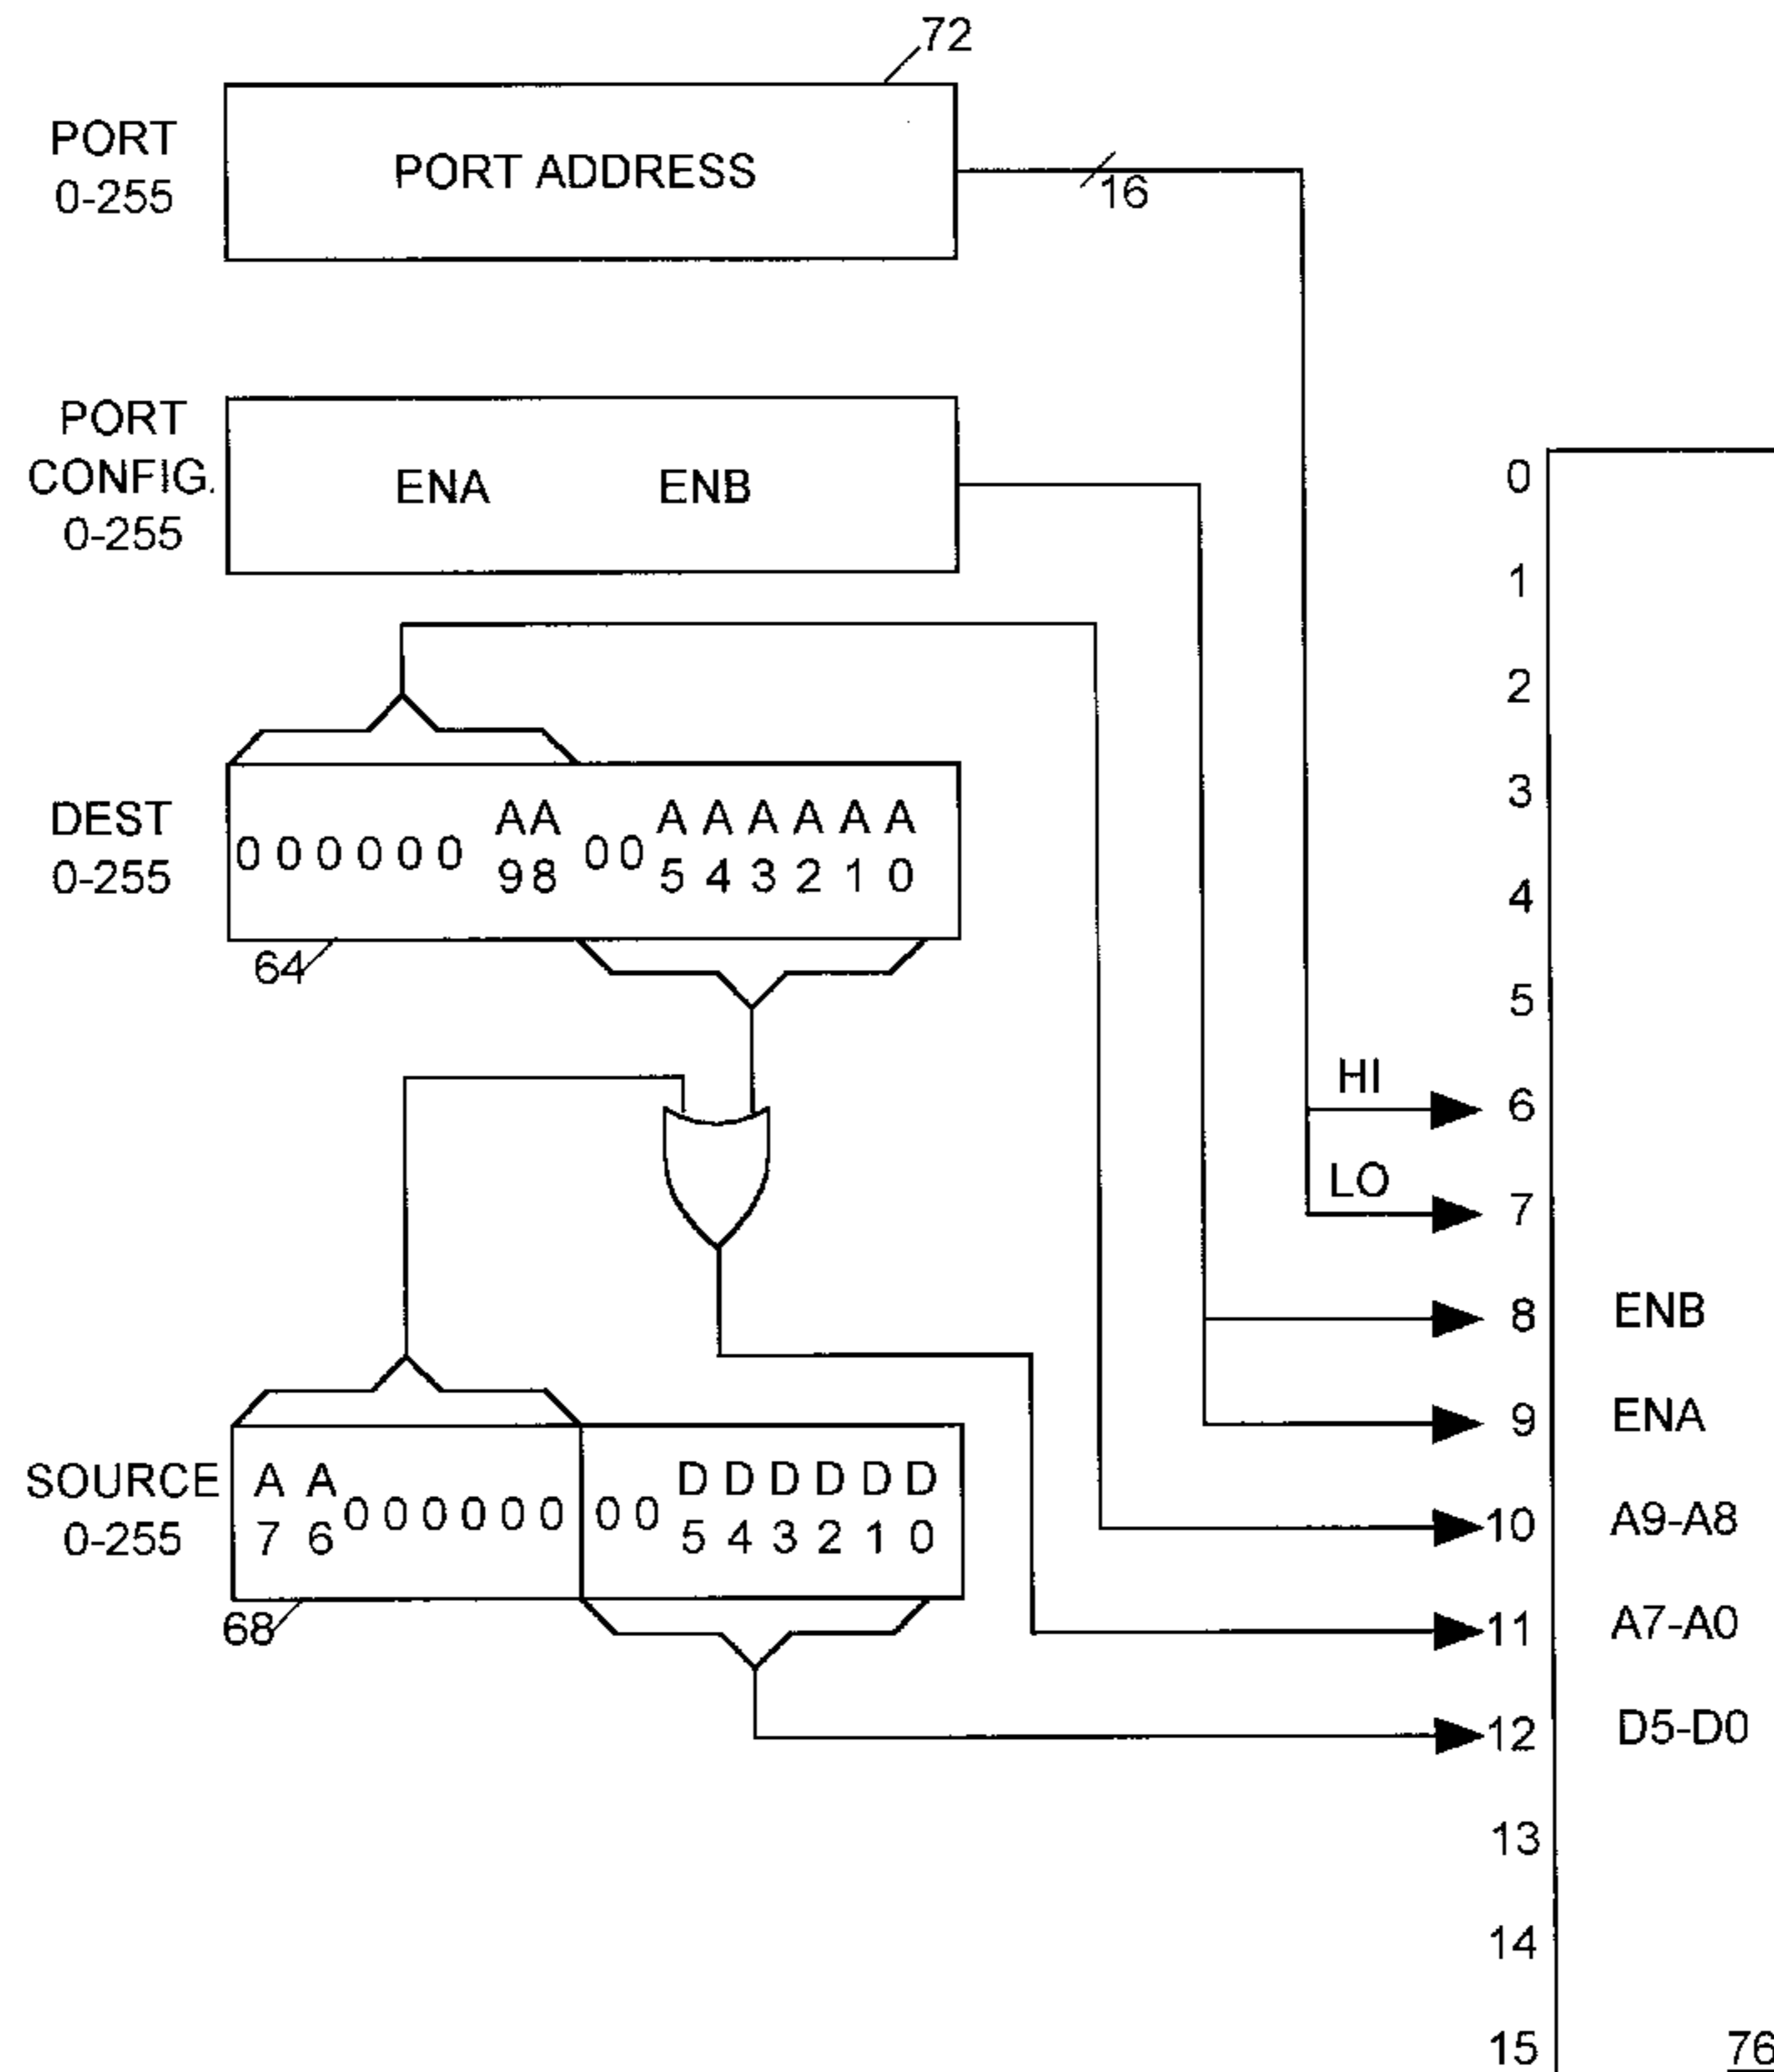 72
PORT
0-255
PORT ADDRESS
16
PORT
CONFIG.
0-255
ENA ENB
0
1
2
3
4
5
DEST
0-255
A A A A A A A A
0 0 0 0 0 0 0 0
9 8 5 4 3 2 1 0
64
HI
6
LO
7
8 ENB
9 ENA
SOURCE
0-255
A A D D D D D D
0 0 0 0 0 0 0 0
7 6 5 4 3 2 1 0
68
10 A9-A8
11 A7-A0
12 D5-D0
13
14
15
76